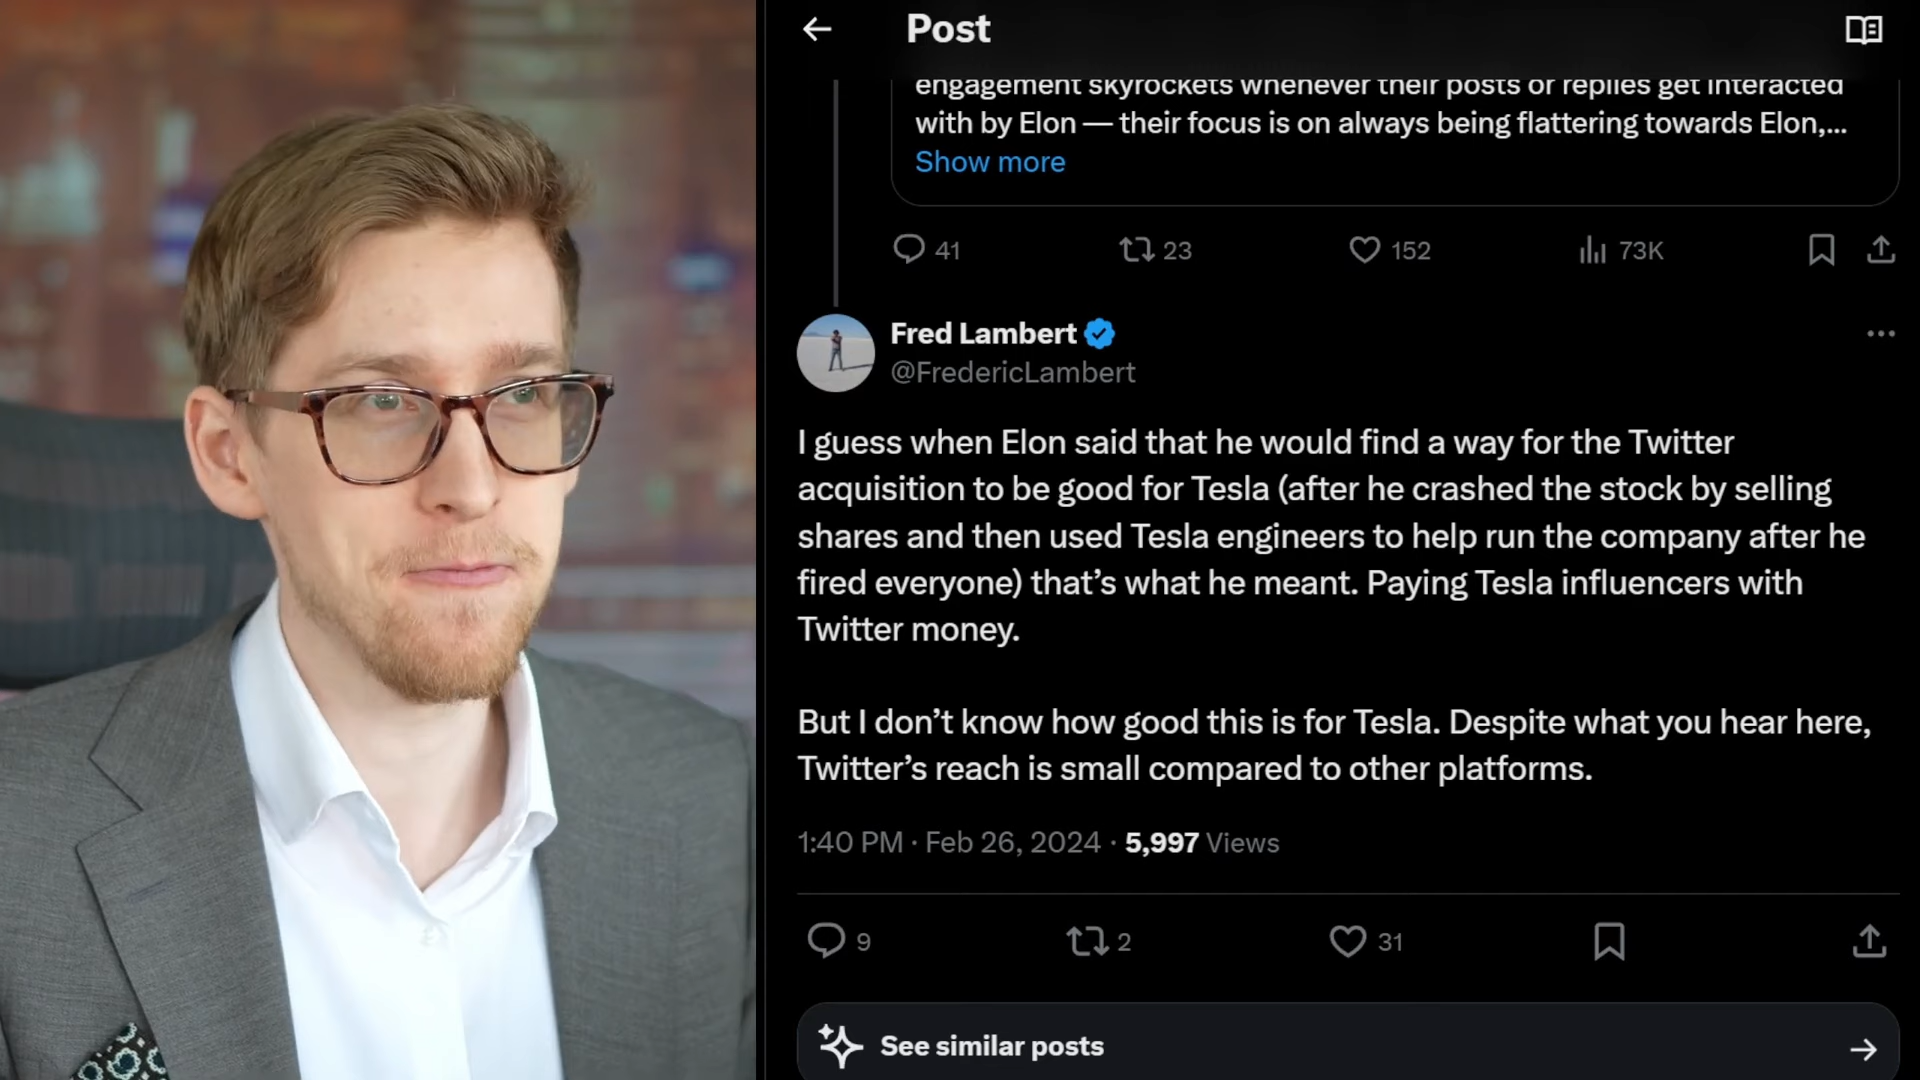 Post
engagement skyrockets whenever their posts or replies get interacted
with by Elon — their focus is on always being flattering towards Elon,...
Show more
41 23 152 73K
Fred Lambert
@FredericLambert
I guess when Elon said that he would find a way for the Twitter
acquisition to be good for Tesla (after he crashed the stock by selling
shares and then used Tesla engineers to help run the company after he
fired everyone) that’s what he meant. Paying Tesla influencers with
Twitter money.
But I don’t know how good this is for Tesla. Despite what you hear here,
Twitter’s reach is small compared to other platforms.
1:40 PM · Feb 26, 2024 · 5,997 Views
9 2 31
See similar posts